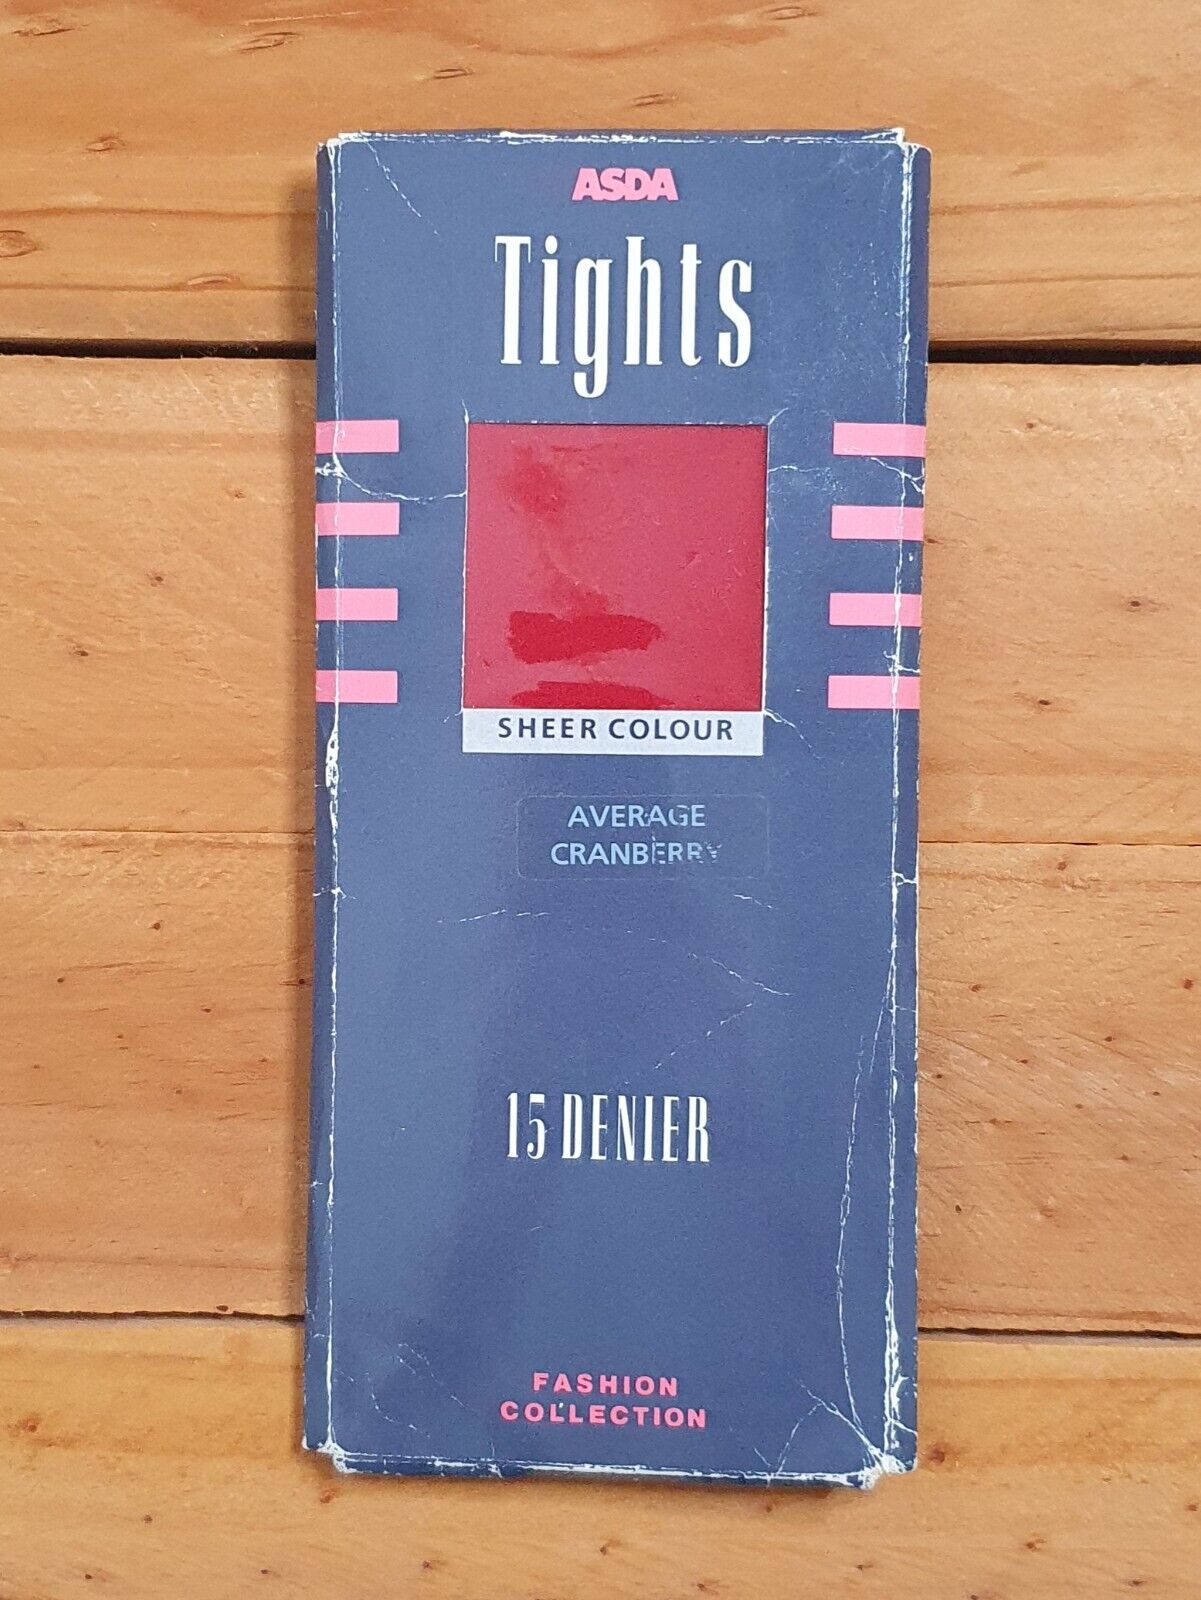 ASDA
Tights
SHEER COLOUR
AVERAGE
CRANBERRY
15 DENIER
FASHION
COLLECTION